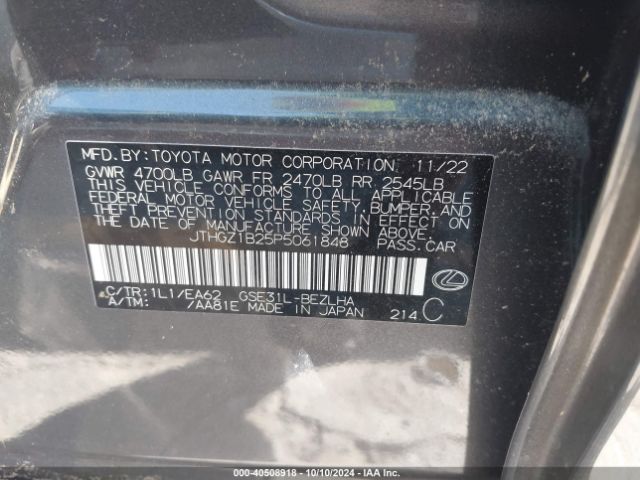 MFD. BY: TOYOTA MOTOR CORPORATION 11/22
GVWR 4700LB GAWR FR 2470LB RR 2545LB
THIS VEHICLE CONFORMS TO ALL APPLICABLE
FEDERAL MOTOR VEHICLE SAFETY, BUMPER, AND
THEFT PREVENTION STANDARDS IN EFFECT ON
THE DATE OF MANUFACTURE SHOWN ABOVE.
JTHGZ1B25P5061848 PASS.CAR
C/TR:1L1/EA62 GSE31L-BEZLHA
A/TM: /AA81E MADE IN JAPAN 214 C
000-40508918 - 10/10/2024 - IAA Inc.